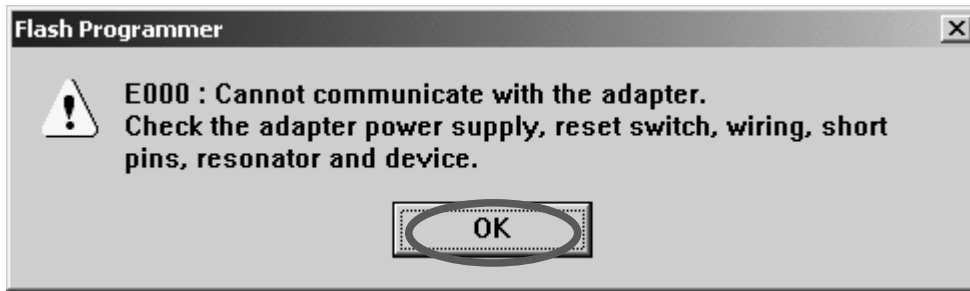 Flash Programmer
E000 : Cannot communicate with the adapter.
Check the adapter power supply, reset switch, wiring, short
pins, resonator and device.
OK